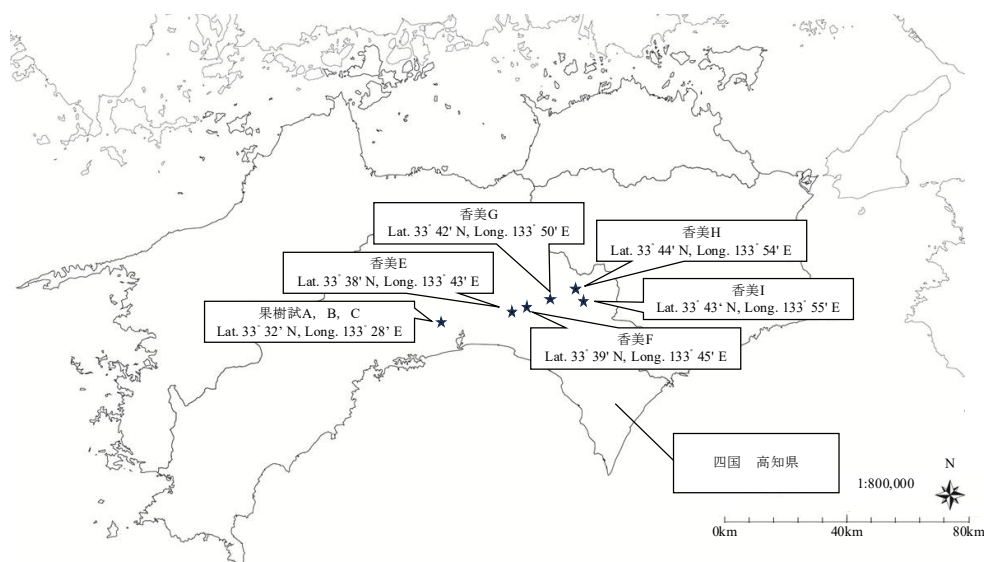 香美G
Lat. 33° 42' N, Long. 133° 50' E
香美H
Lat. 33° 44' N, Long. 133° 54' E
香美E
Lat. 33° 38' N, Long. 133° 43' E
香美I
Lat. 33° 43‘ N, Long. 133° 55' E
果樹試A，B，C
Lat. 33° 32’ N, Long. 133° 28’ E
香美F
Lat. 33° 39' N, Long. 133° 45' E
四国　高知県
N
1:800,000
0km
40km
80km